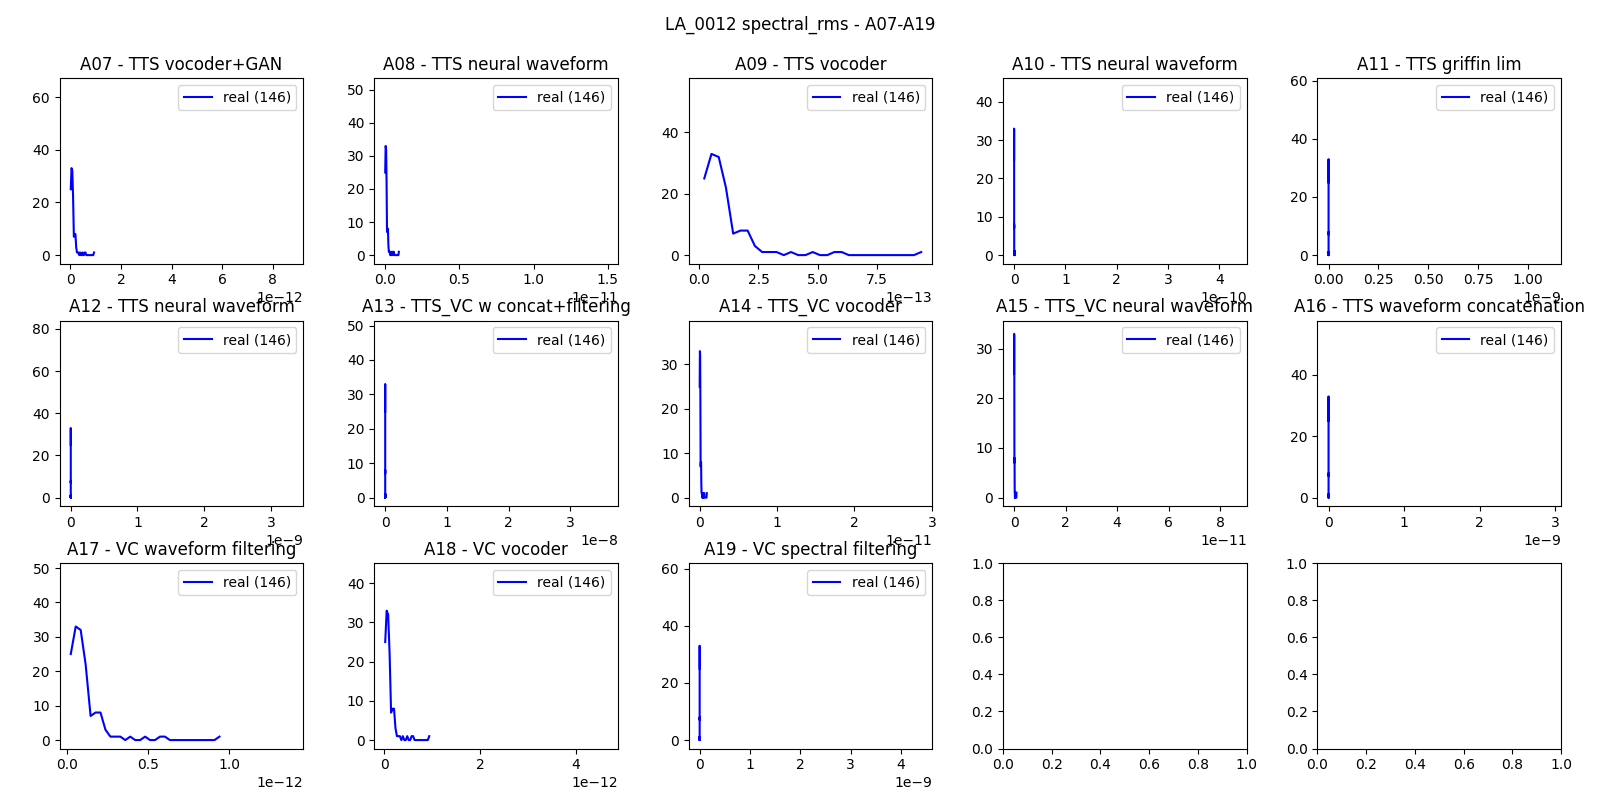 LA_0012 spectral_rms - A07-A19
A07 - TTS vocoder+GAN
real (146)
60
40
20
0
0 2 4 6 8
1e−12
A08 - TTS neural waveform
real (146)
50
40
30
20
10
0
0.0 0.5 1.0 1.5
1e−11
A09 - TTS vocoder
real (146)
40
20
0
0.0 2.5 5.0 7.5
1e−13
A10 - TTS neural waveform
real (146)
40
30
20
10
0
0 1 2 3 4
1e−10
A11 - TTS griffin lim
real (146)
60
40
20
0
0.00 0.25 0.50 0.75 1.00
1e−9
A12 - TTS neural waveform
real (146)
80
60
40
20
0
0 1 2 3
1e−9
A13 - TTS_VC w concat+filtering
real (146)
50
40
30
20
10
0
0 1 2 3
1e−8
A14 - TTS_VC vocoder
real (146)
30
20
10
0
0 1 2 3
1e−11
A15 - TTS_VC neural waveform
real (146)
30
20
10
0
0 2 4 6 8
1e−11
A16 - TTS waveform concatenation
real (146)
40
20
0
0 1 2 3
1e−9
A17 - VC waveform filtering
real (146)
50
40
30
20
10
0
0.0 0.5 1.0
1e−12
A18 - VC vocoder
real (146)
40
30
20
10
0
0 2 4
1e−12
A19 - VC spectral filtering
real (146)
60
40
20
0
0 1 2 3 4
1e−9
1.0
0.8
0.6
0.4
0.2
0.0
0.0 0.2 0.4 0.6 0.8 1.0
1.0
0.8
0.6
0.4
0.2
0.0
0.0 0.2 0.4 0.6 0.8 1.0